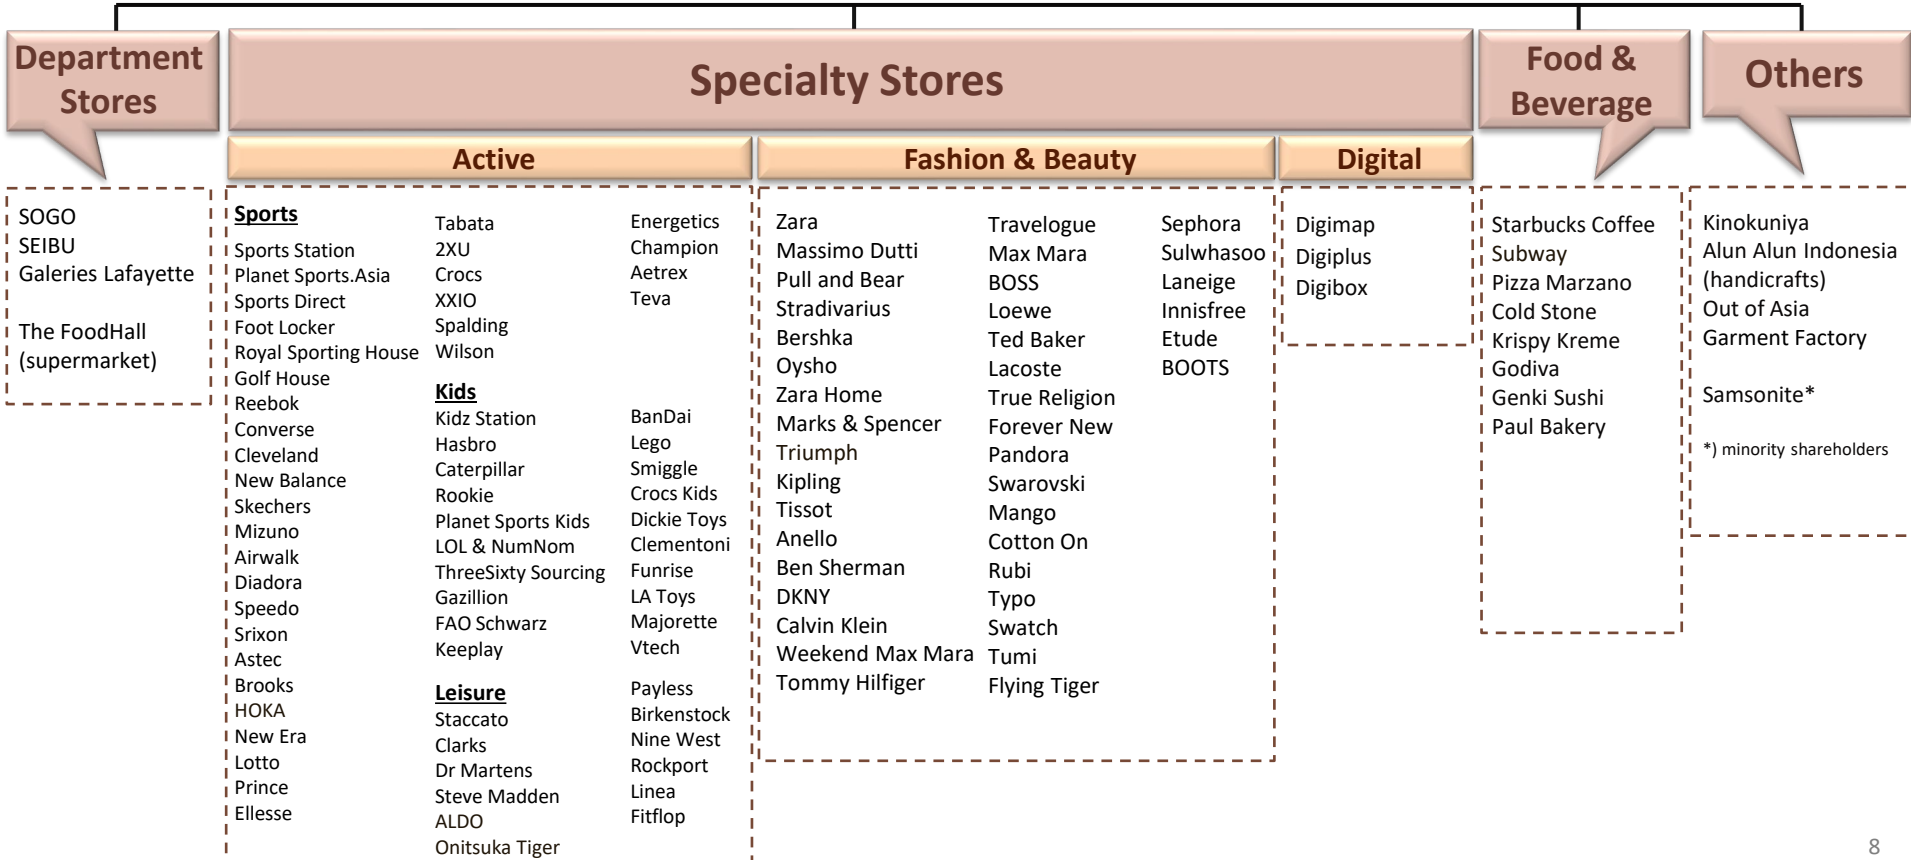 Department
Stores
Specialty Stores
Food &
Beverage
Others
Active
Fashion & Beauty
Digital
SOGO
SEIBU
Galeries Lafayette
The FoodHall
(supermarket)
Sports
Sports Station
Planet Sports.Asia
Sports Direct
Foot Locker
Royal Sporting House
Golf House
Reebok
Converse
Cleveland
New Balance
Skechers
Mizuno
Airwalk
Diadora
Speedo
Srixon
Astec
Brooks
HOKA
New Era
Lotto
Prince
Ellesse
Tabata
2XU
Crocs
XXIO
Spalding
Wilson
Energetics
Champion
Aetrex
Teva
Kids
Kidz Station
Hasbro
Caterpillar
Rookie
Planet Sports Kids
LOL & NumNom
ThreeSixty Sourcing
Gazillion
FAO Schwarz
Keeplay
BanDai
Lego
Smiggle
Crocs Kids
Dickie Toys
Clementoni
Funrise
LA Toys
Majorette
Vtech
Leisure
Staccato
Clarks
Dr Martens
Steve Madden
ALDO
Onitsuka Tiger
Payless
Birkenstock
Nine West
Rockport
Linea
Fitflop
Zara
Massimo Dutti
Pull and Bear
Stradivarius
Bershka
Oysho
Zara Home
Marks & Spencer
Triumph
Kipling
Tissot
Anello
Ben Sherman
DKNY
Calvin Klein
Weekend Max Mara
Tommy Hilfiger
Travelogue
Max Mara
BOSS
Loewe
Ted Baker
Lacoste
True Religion
Forever New
Pandora
Swarovski
Mango
Cotton On
Rubi
Typo
Swatch
Tumi
Flying Tiger
Sephora
Sulwhasoo
Laneige
Innisfree
Etude
BOOTS
Digimap
Digiplus
Digibox
Starbucks Coffee
Subway
Pizza Marzano
Cold Stone
Krispy Kreme
Godiva
Genki Sushi
Paul Bakery
Kinokuniya
Alun Alun Indonesia
(handicrafts)
Out of Asia
Garment Factory
Samsonite*
*) minority shareholders
8